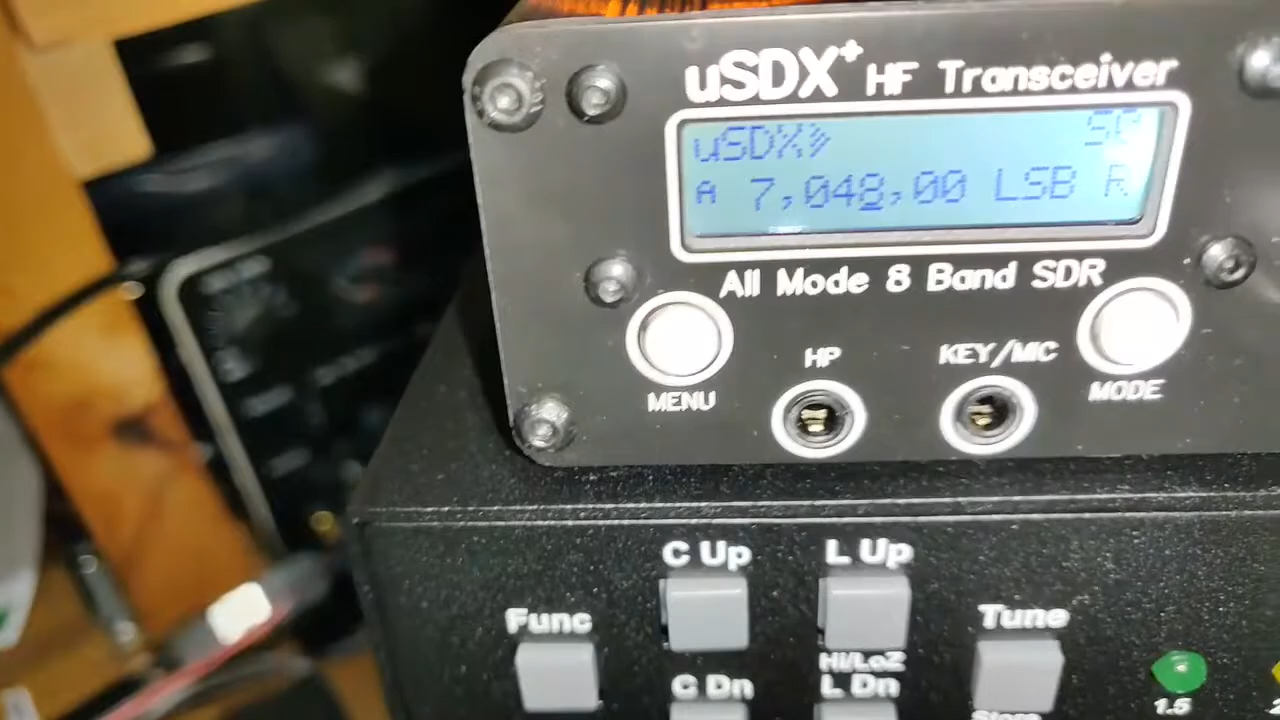 uSDX+ HF Transceiver
uSDX
A 7,048,00 LSB R
All Mode 8 Band SDR
MENU
HP
KEY/MIC
MODE
C Up
L Up
Func
Tune
Hi/LoZ
C Dn
L Dn
Store
1.5